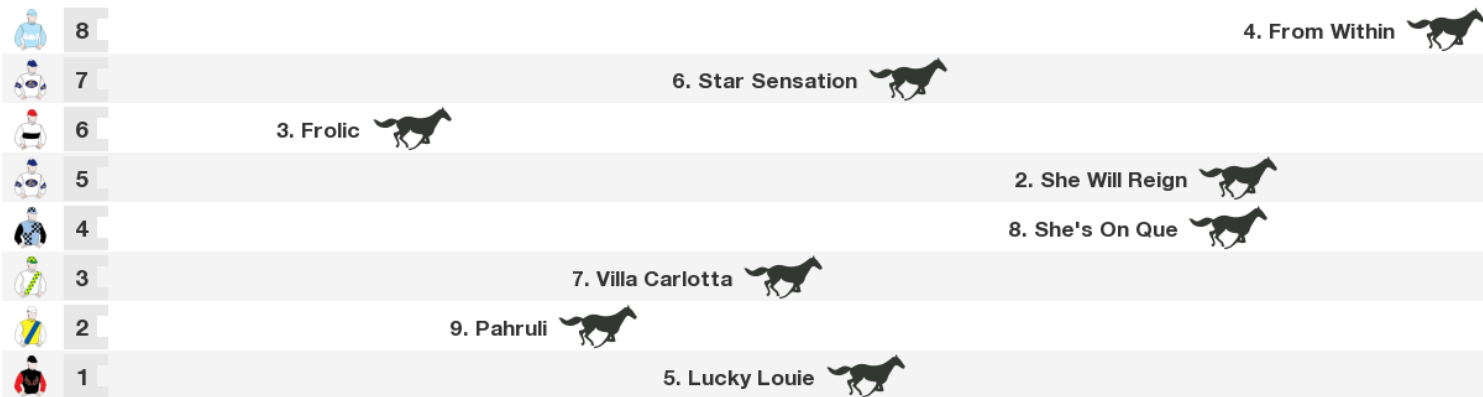 8 4. From Within
7 6. Star Sensation
6 3. Frolic
5 2. She Will Reign
4 8. She's On Que
3 7. Villa Carlotta
2 9. Pahruli
1 5. Lucky Louie